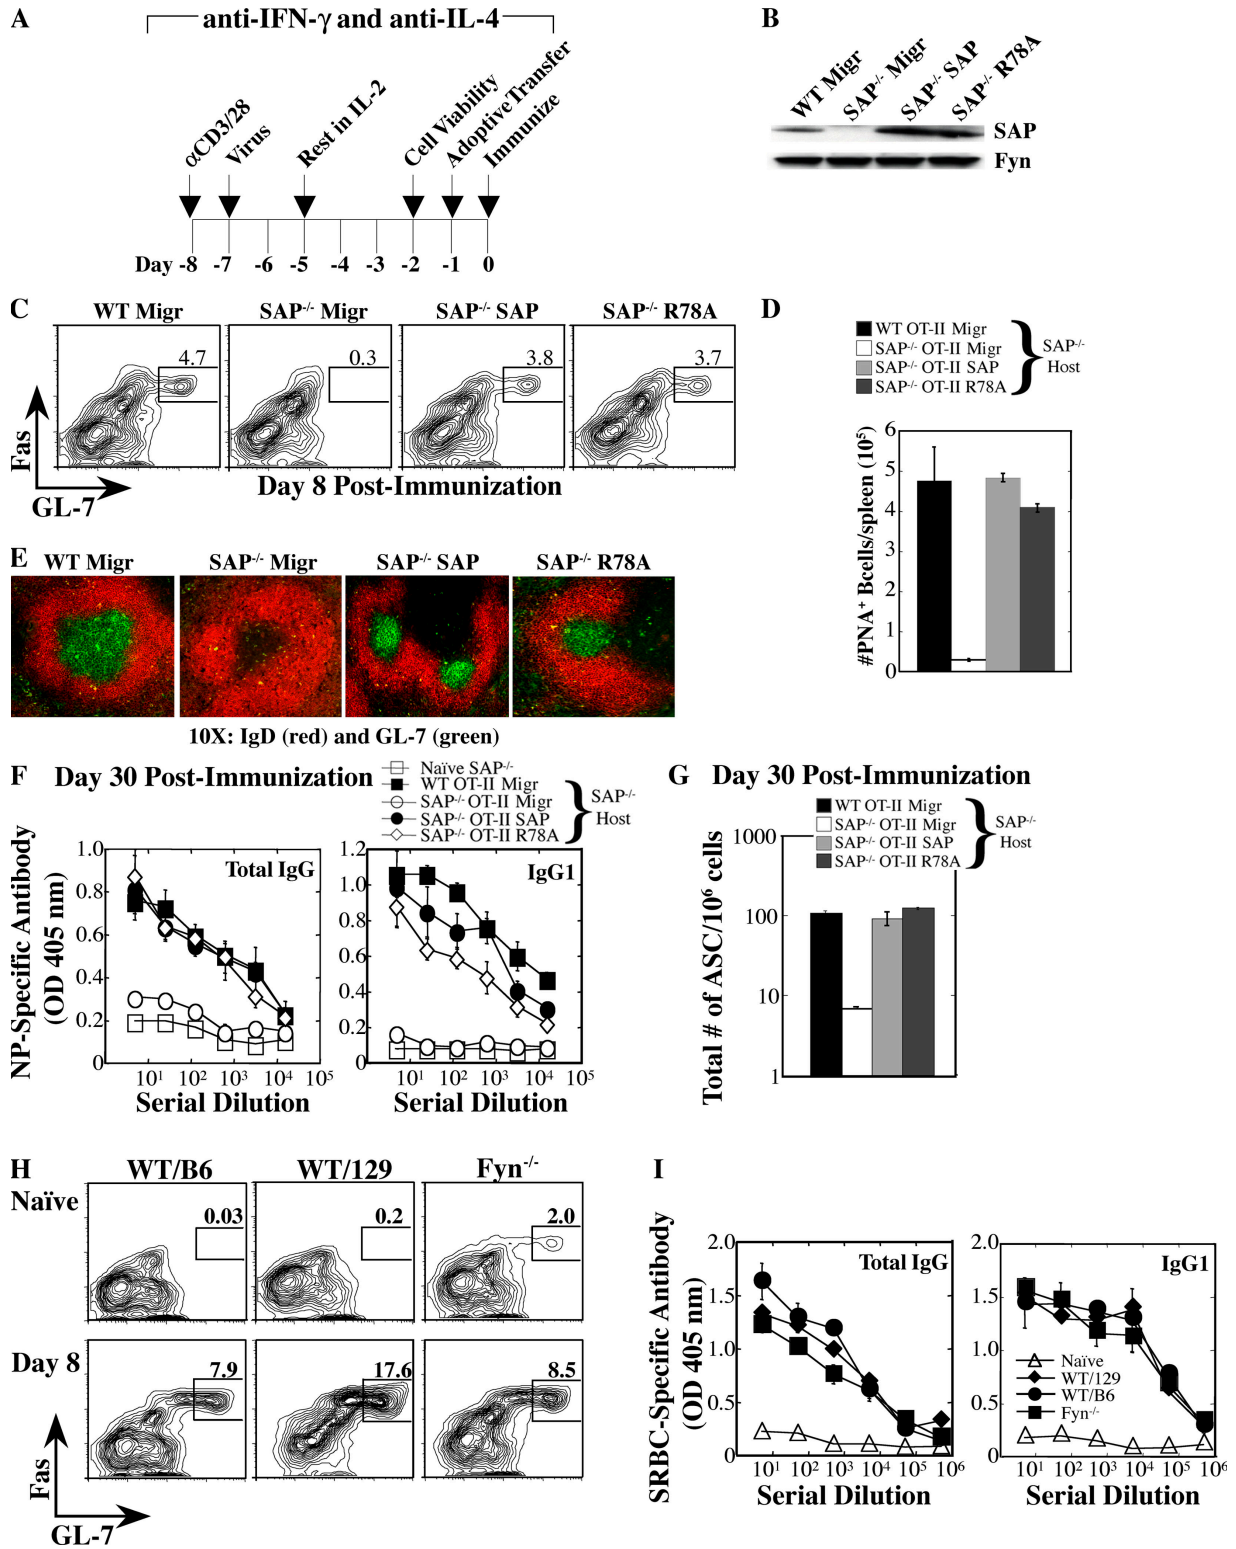 A
anti-IFN-γ and anti-IL-4
αCD3/28
Virus
Rest in IL-2
Cell Viability
Adoptive Transfer
Immunize
Day -8 -7 -6 -5 -4 -3 -2 -1 0
B
WT Migr
SAP-/- Migr
SAP-/- SAP
SAP-/- R78A
SAP
Fyn
C
WT Migr
SAP-/- Migr
SAP-/- SAP
SAP-/- R78A
4.7
0.3
3.8
3.7
Fas
GL-7
Day 8 Post-Immunization
D
WT OT-II Migr
SAP-/- OT-II Migr
SAP-/- OT-II SAP
SAP-/- OT-II R78A
SAP-/-
Host
#PNA+ Bcells/spleen (10⁵)
6
5
4
3
2
1
0
E
WT Migr
SAP-/- Migr
SAP-/- SAP
SAP-/- R78A
10X: IgD (red) and GL-7 (green)
F Day 30 Post-Immunization
Naïve SAP-/-
WT OT-II Migr
SAP-/- OT-II Migr
SAP-/- OT-II SAP
SAP-/- OT-II R78A
SAP-/-
Host
NP-Specific Antibody
(OD 405 nm)
Total IgG
1.0
0.8
0.6
0.4
0.2
0
10¹ 10² 10³ 10⁴ 10⁵
Serial Dilution
IgG1
1.2
1.0
0.8
0.6
0.4
0.2
0
10¹ 10² 10³ 10⁴ 10⁵
Serial Dilution
G Day 30 Post-Immunization
WT OT-II Migr
SAP-/- OT-II Migr
SAP-/- OT-II SAP
SAP-/- OT-II R78A
SAP-/-
Host
Total # of ASC/10⁶ cells
1000
100
10
1
H
WT/B6
WT/129
Fyn-/-
Naïve
0.03
0.2
2.0
Day 8
7.9
17.6
8.5
Fas
GL-7
I
SRBC-Specific Antibody
(OD 405 nm)
Total IgG
2.0
1.5
1.0
0.5
0
10¹ 10² 10³ 10⁴ 10⁵ 10⁶
Serial Dilution
IgG1
2.0
1.5
1.0
0.5
0
Naïve
WT/129
WT/B6
Fyn-/-
10¹ 10² 10³ 10⁴ 10⁵ 10⁶
Serial Dilution